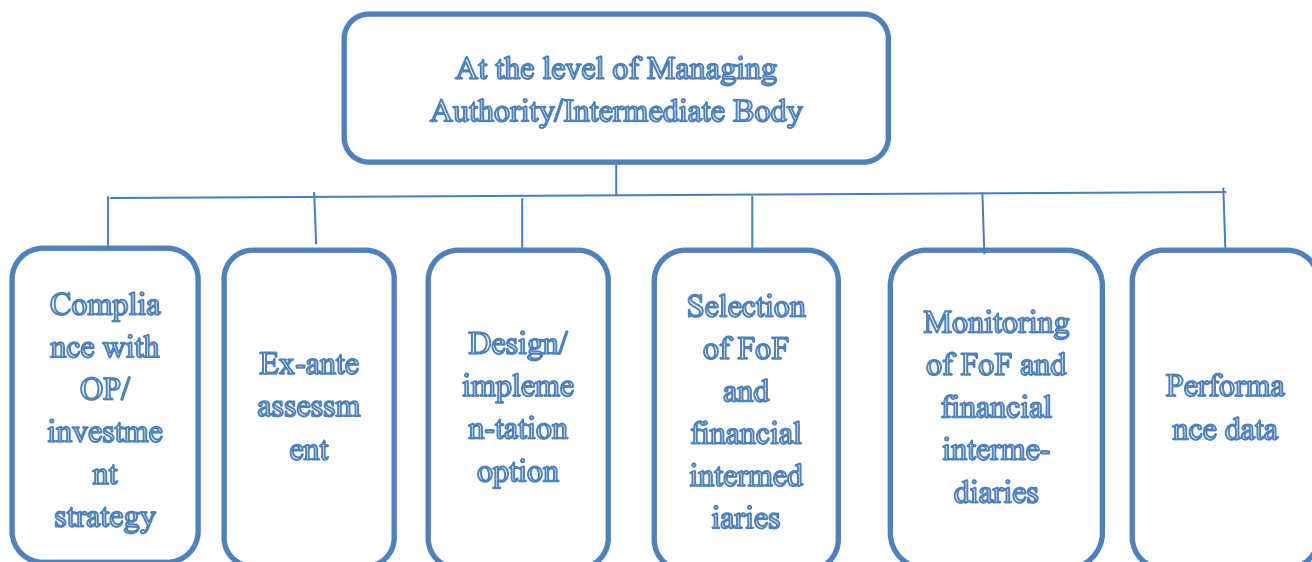 At the level of Managing
Authority/Intermediate Body
Complia
nce with
OP/
investme
nt
strategy
Ex-ante
assessm
ent
Design/
impleme
n-tation
option
Selection
of FoF
and
financial
intermed
iaries
Monitoring
of FoF and
financial
interme-
diaries
Performa
nce data